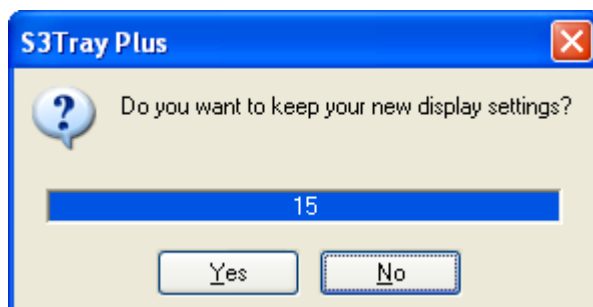 S3Tray Plus
Do you want to keep your new display settings?
15
Yes
No